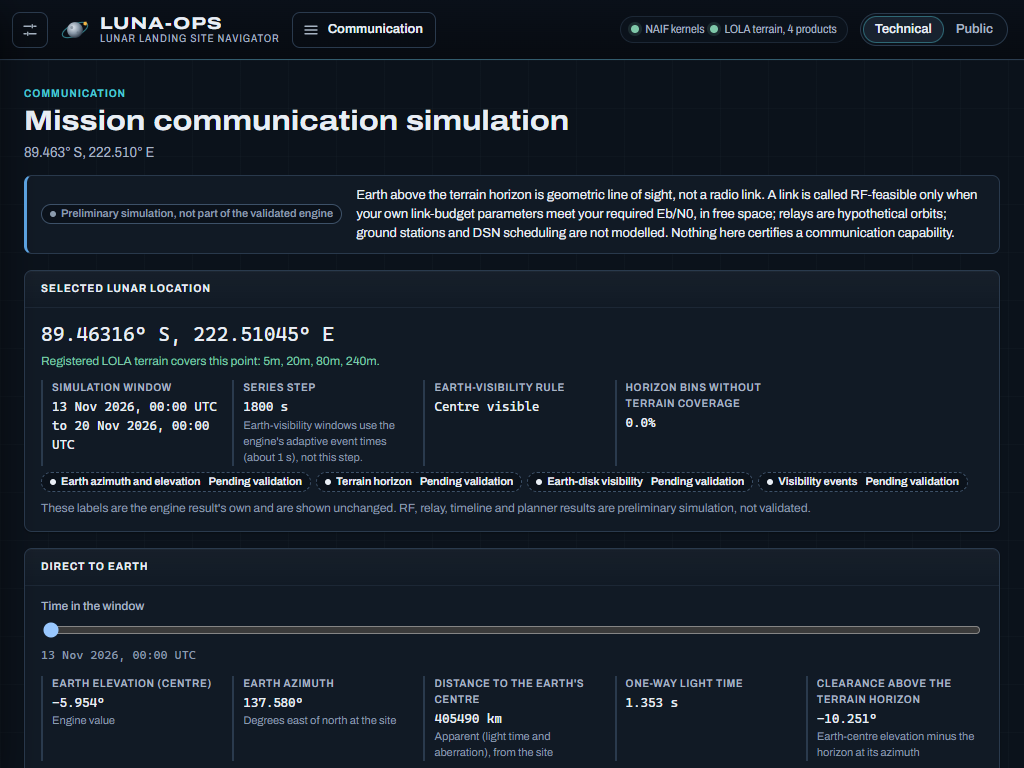 LUNA-OPS
LUNAR LANDING SITE NAVIGATOR
Communication
NAIF kernels
LOLA terrain, 4 products
Technical
Public
COMMUNICATION
Mission communication simulation
89.463° S, 222.510° E
Preliminary simulation, not part of the validated engine
Earth above the terrain horizon is geometric line of sight, not a radio link. A link is called RF-feasible only when
your own link-budget parameters meet your required Eb/N0, in free space; relays are hypothetical orbits;
ground stations and DSN scheduling are not modelled. Nothing here certifies a communication capability.
SELECTED LUNAR LOCATION
89.46316° S, 222.51045° E
Registered LOLA terrain covers this point: 5m, 20m, 80m, 240m.
SIMULATION WINDOW
13 Nov 2026, 00:00 UTC
to 20 Nov 2026, 00:00
UTC
SERIES STEP
1800 s
Earth-visibility windows use the
engine's adaptive event times
(about 1 s), not this step.
EARTH-VISIBILITY RULE
Centre visible
HORIZON BINS WITHOUT
TERRAIN COVERAGE
0.0%
Earth azimuth and elevation Pending validation
Terrain horizon Pending validation
Earth-disk visibility Pending validation
Visibility events Pending validation
These labels are the engine result's own and are shown unchanged. RF, relay, timeline and planner results are preliminary simulation, not validated.
DIRECT TO EARTH
Time in the window
13 Nov 2026, 00:00 UTC
EARTH ELEVATION (CENTRE)
−5.954°
Engine value
EARTH AZIMUTH
137.580°
Degrees east of north at the site
DISTANCE TO THE EARTH'S
CENTRE
405490 km
Apparent (light time and
aberration), from the site
ONE-WAY LIGHT TIME
1.353 s
CLEARANCE ABOVE THE
TERRAIN HORIZON
−10.251°
Earth-centre elevation minus the
horizon at its azimuth